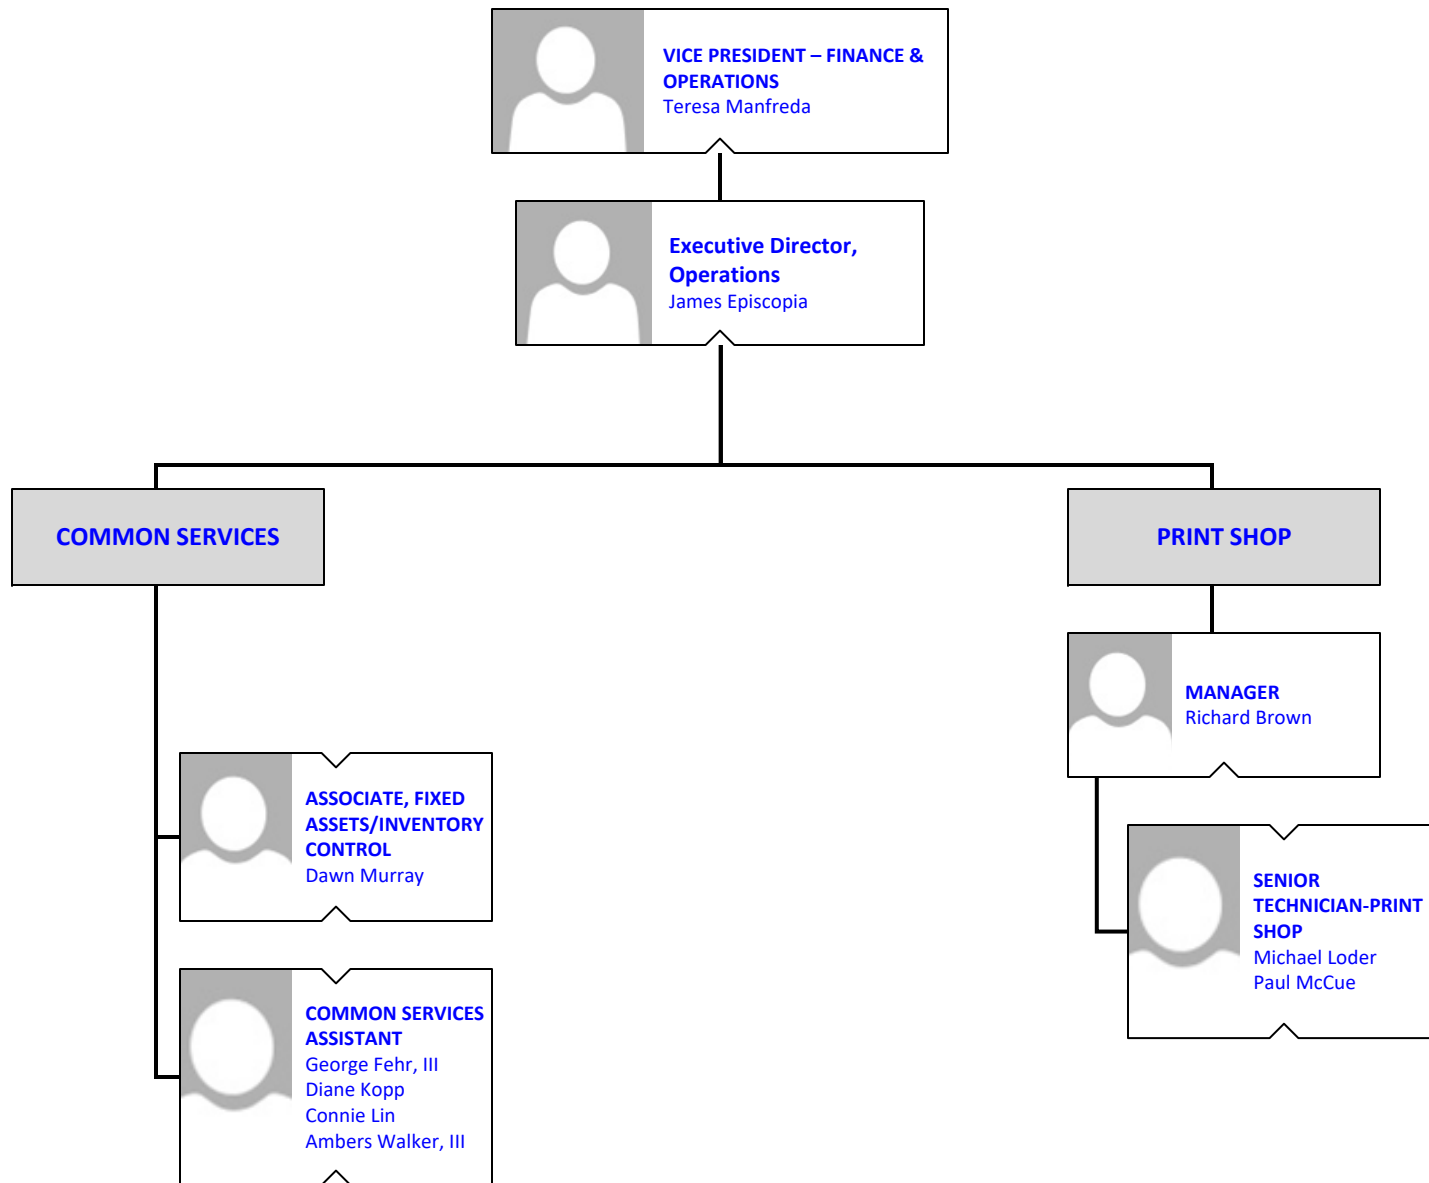 VICE PRESIDENT – FINANCE &
OPERATIONS
Teresa Manfreda
Executive Director,
Operations
James Episcopia
COMMON SERVICES
PRINT SHOP
MANAGER
Richard Brown
ASSOCIATE, FIXED
ASSETS/INVENTORY
CONTROL
Dawn Murray
SENIOR
TECHNICIAN-PRINT
SHOP
Michael Loder
Paul McCue
COMMON SERVICES
ASSISTANT
George Fehr, III
Diane Kopp
Connie Lin
Ambers Walker, III